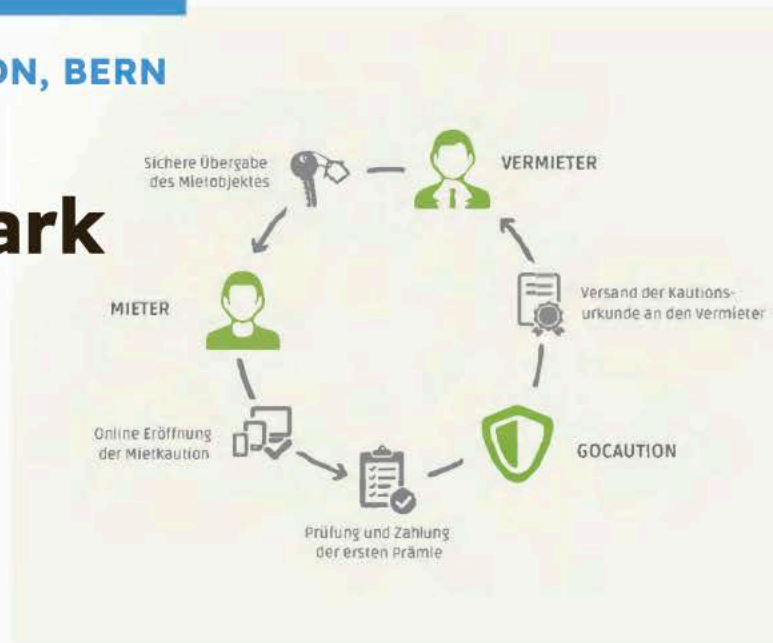 ON, BERN
ark
Sichere Übergabe
des Mietobjektes
VERMIETER
MIETER
Versand der Kautions-
urkunde an den Vermieter
Online Eröffnung
der Mietkaution
GOCAUTION
Prüfung und Zahlung
der ersten Prämie